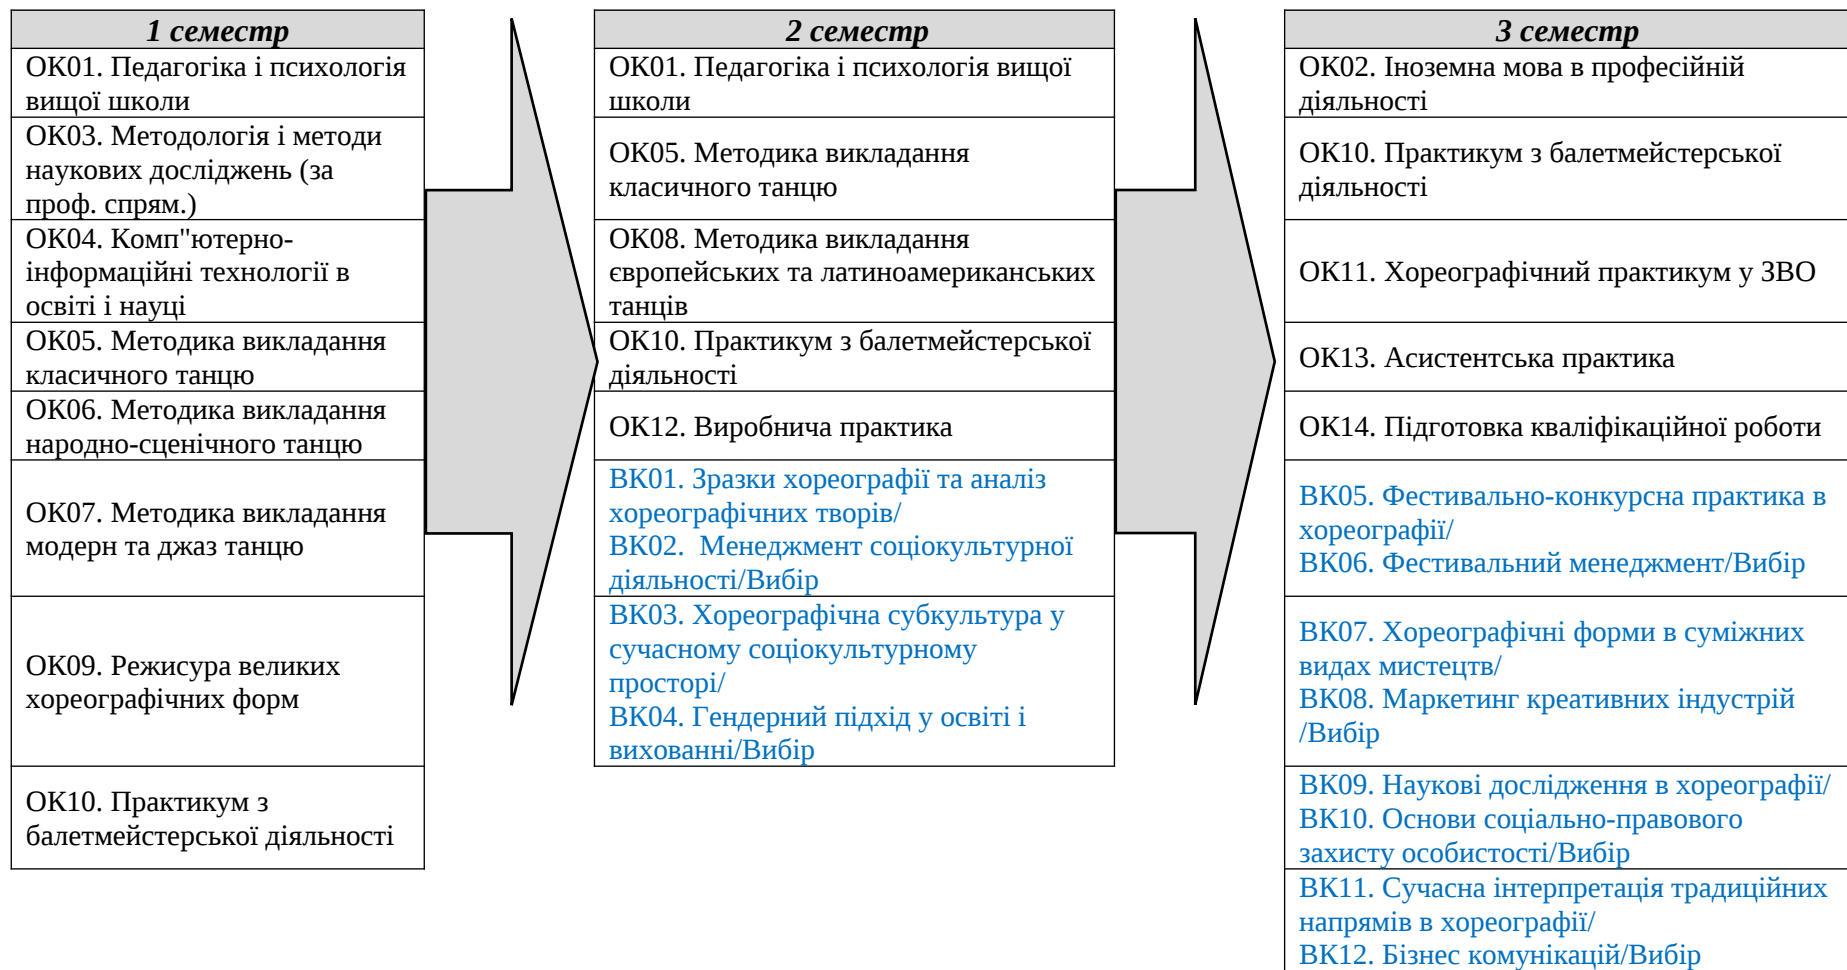 1 семестр
ОК01. Педагогіка і психологія
вищої школи
ОК03. Методологія і методи
наукових досліджень (за
проф. спрям.)
ОК04. Комп"ютерно-
інформаційні технології в
освіті і науці
ОК05. Методика викладання
класичного танцю
ОК06. Методика викладання
народно-сценічного танцю
ОК07. Методика викладання
модерн та джаз танцю
ОК09. Режисура великих
хореографічних форм
ОК10. Практикум з
балетмейстерської діяльності
2 семестр
ОК01. Педагогіка і психологія вищої
школи
ОК05. Методика викладання
класичного танцю
ОК08. Методика викладання
європейських та латиноамериканських
танців
ОК10. Практикум з балетмейстерської
діяльності
ОК12. Виробнича практика
ВК01. Зразки хореографії та аналіз
хореографічних творів/
ВК02. Менеджмент соціокультурної
діяльності/Вибір
ВК03. Хореографічна субкультура у
сучасному соціокультурному
просторі/
ВК04. Гендерний підхід у освіті і
вихованні/Вибір
3 семестр
ОК02. Іноземна мова в професійній
діяльності
ОК10. Практикум з балетмейстерської
діяльності
ОК11. Хореографічний практикум у ЗВО
ОК13. Асистентська практика
ОК14. Підготовка кваліфікаційної роботи
ВК05. Фестивально-конкурсна практика в
хореографії/
ВК06. Фестивальний менеджмент/Вибір
ВК07. Хореографічні форми в суміжних
видах мистецтв/
ВК08. Маркетинг креативних індустрій
/Вибір
ВК09. Наукові дослідження в хореографії/
ВК10. Основи соціально-правового
захисту особистості/Вибір
ВК11. Сучасна інтерпретація традиційних
напрямів в хореографії/
ВК12. Бізнес комунікацій/Вибір